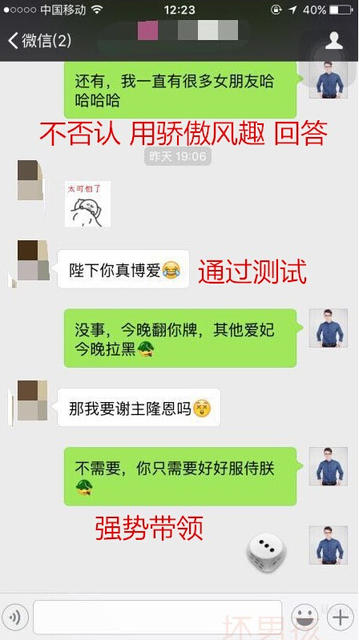 中国移动
12:23
40%
微信(2)
还有，我一直有很多女朋友哈
哈哈哈哈
不否认 用骄傲风趣 回答
昨天 19:06
太可怕了
陛下你真博爱
通过测试
没事，今晚翻你牌，其他爱妃
今晚拉黑
那我要谢主隆恩吗
不需要，你只需要好好服侍朕
强势带领
坏男孩